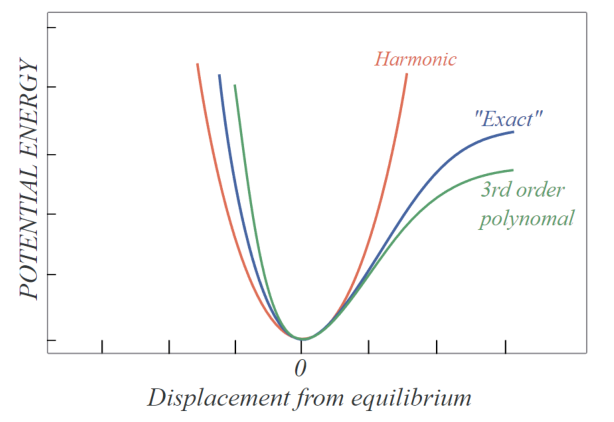 POTENTIAL ENERGY
Harmonic
"Exact"
3rd order
polynomal
0
Displacement from equilibrium